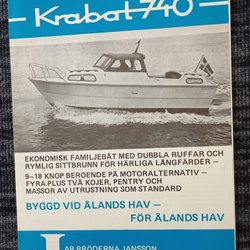 Krabat 740
EKONOMISK FAMILJEBÅT MED DUBBLA RUFFAR OCH
RYMLIG SITTBRUNN FÖR HÄRLIGA LÅNGFÄRDER –
9–18 KNOP BEROENDE PÅ MOTORALTERNATIV –
FYRA PLUS TVÅ KOJER, PENTRY OCH
MASSOR AV UTRUSTNING SOM STANDARD
BYGGD VID ÅLANDS HAV –
FÖR ÅLANDS HAV
AB BRÖDERNA JANSSON